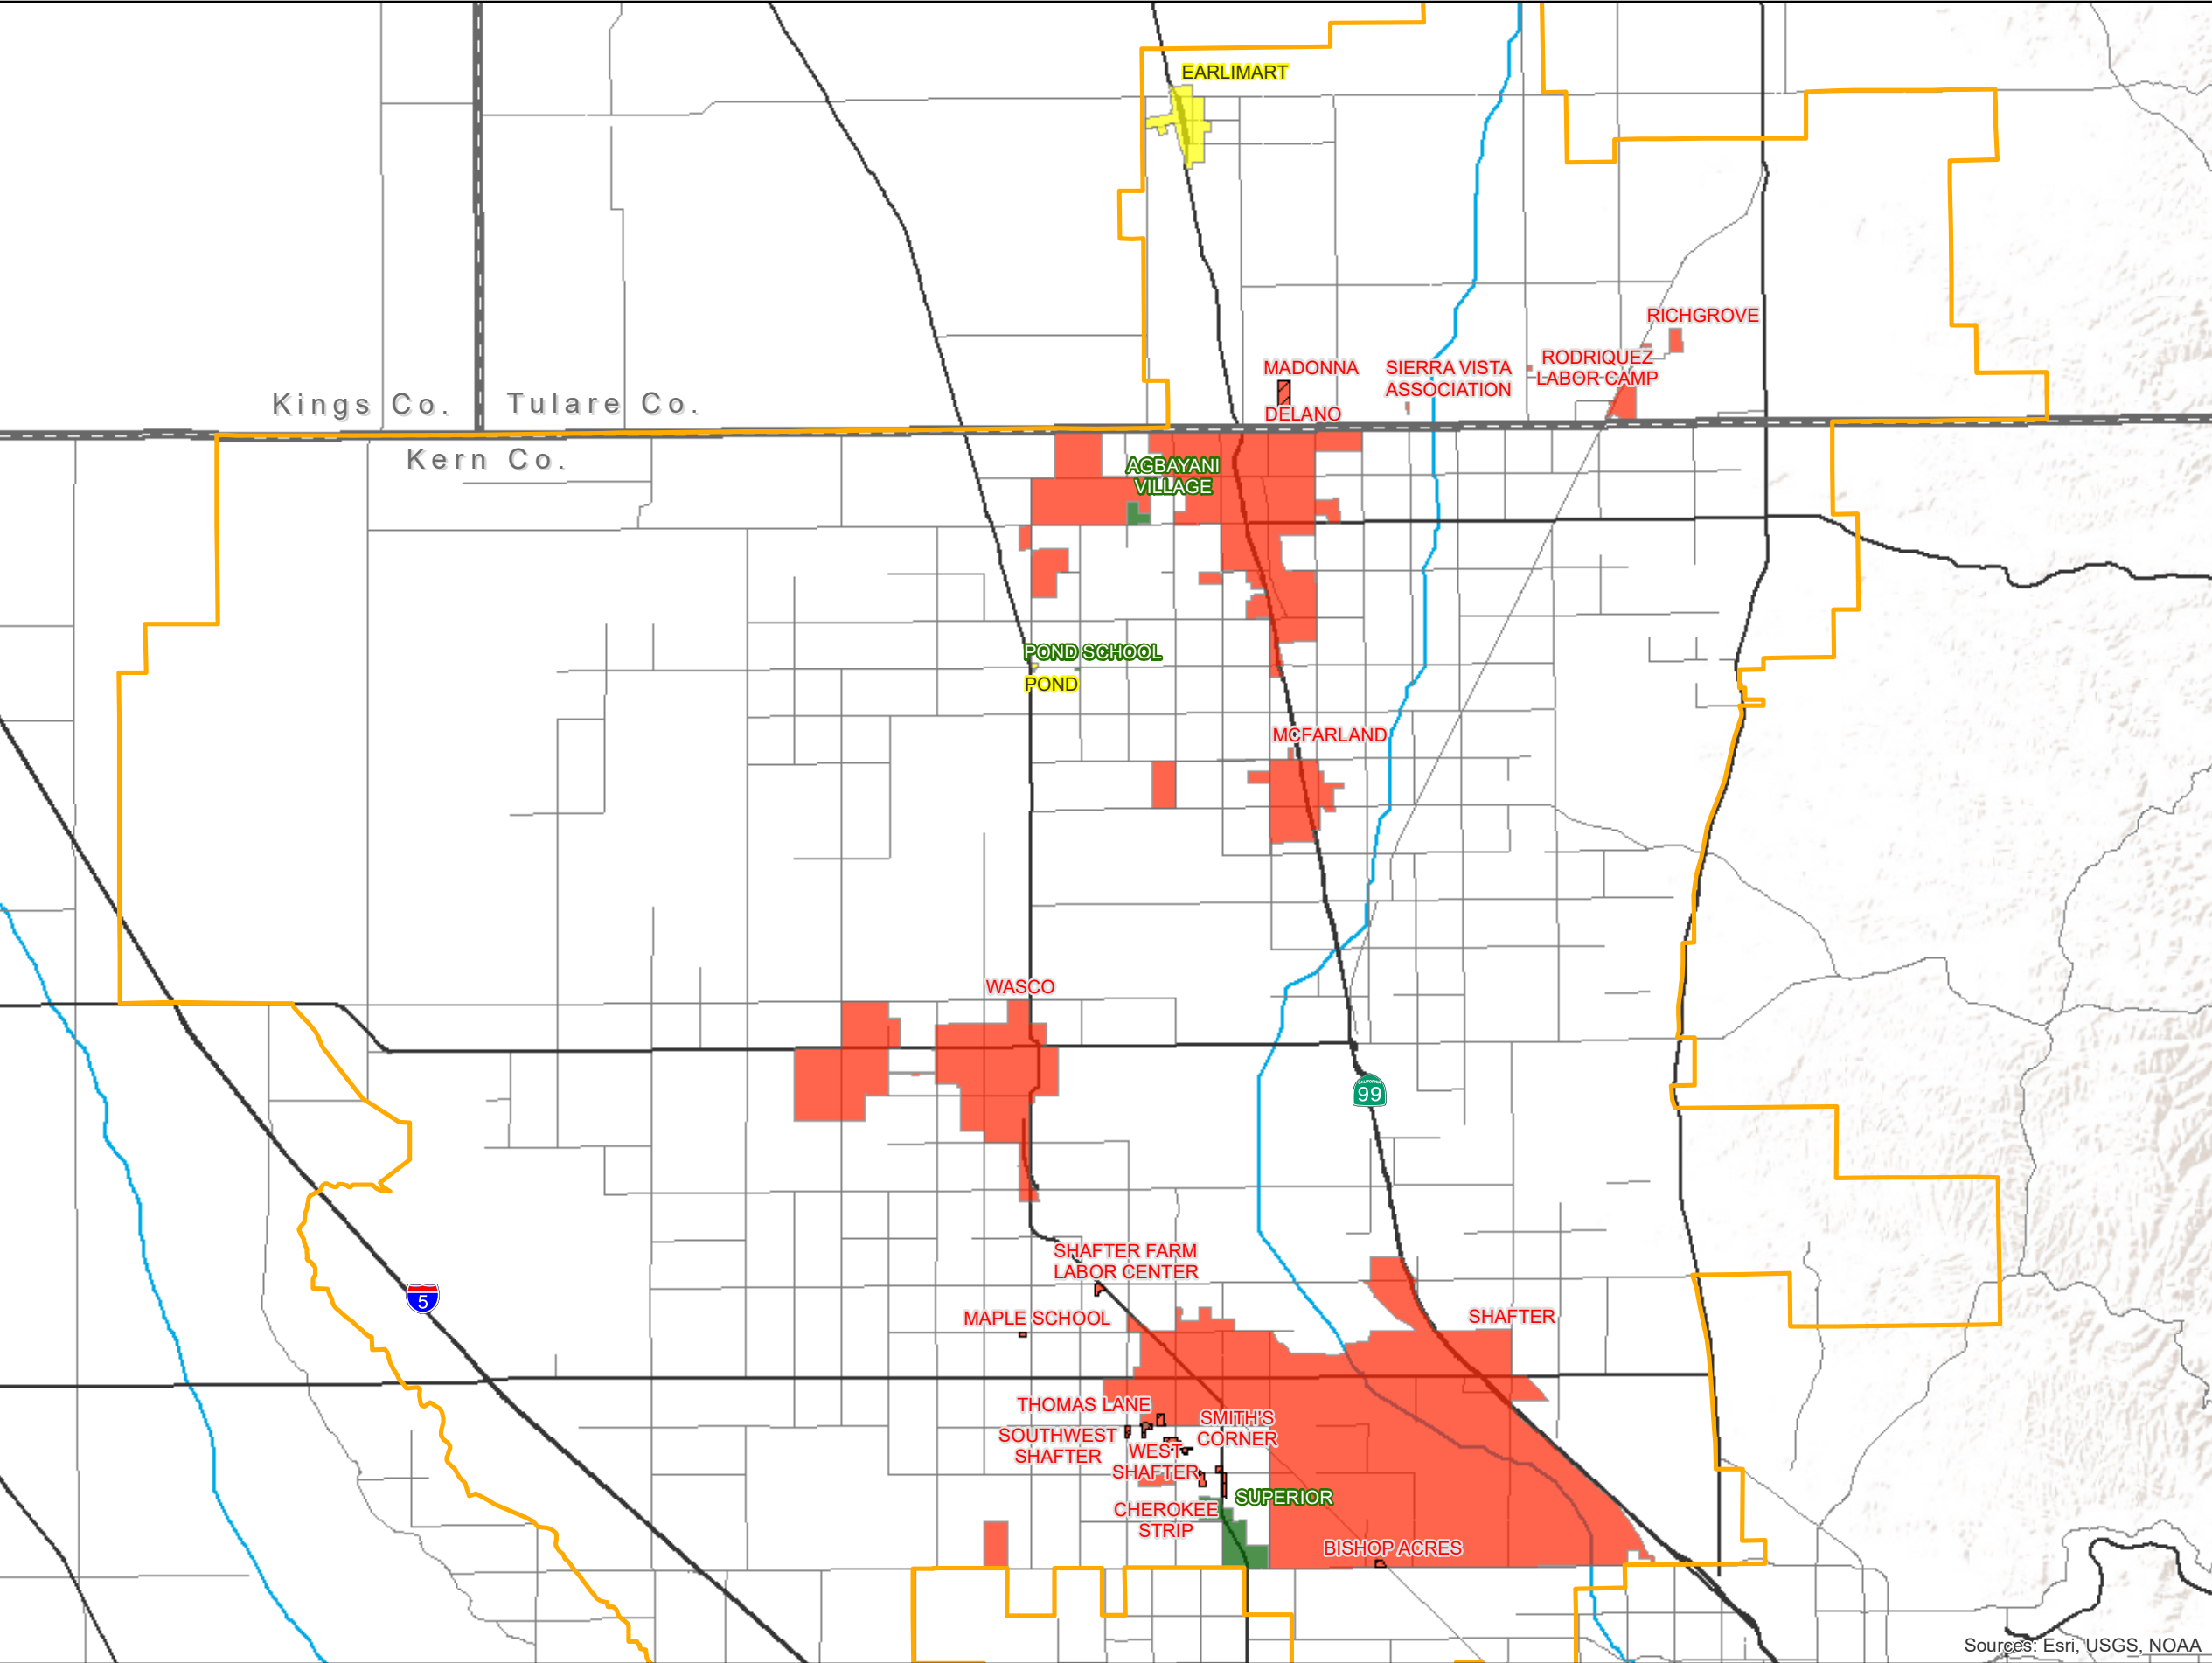 EARLIMART
RICHGROVE
MADONNA
SIERRA VISTA
ASSOCIATION
RODRIQUEZ
LABOR CAMP
Kings Co.
Tulare Co.
DELANO
Kern Co.
AGBAYANI
VILLAGE
POND SCHOOL
POND
MCFARLAND
WASCO
CALIFORNIA
99
SHAFTER FARM
LABOR CENTER
5
MAPLE SCHOOL
SHAFTER
THOMAS LANE
SMITH'S
CORNER
SOUTHWEST
SHAFTER
WEST
SHAFTER
SUPERIOR
CHEROKEE
STRIP
BISHOP ACRES
Sources: Esri, USGS, NOAA